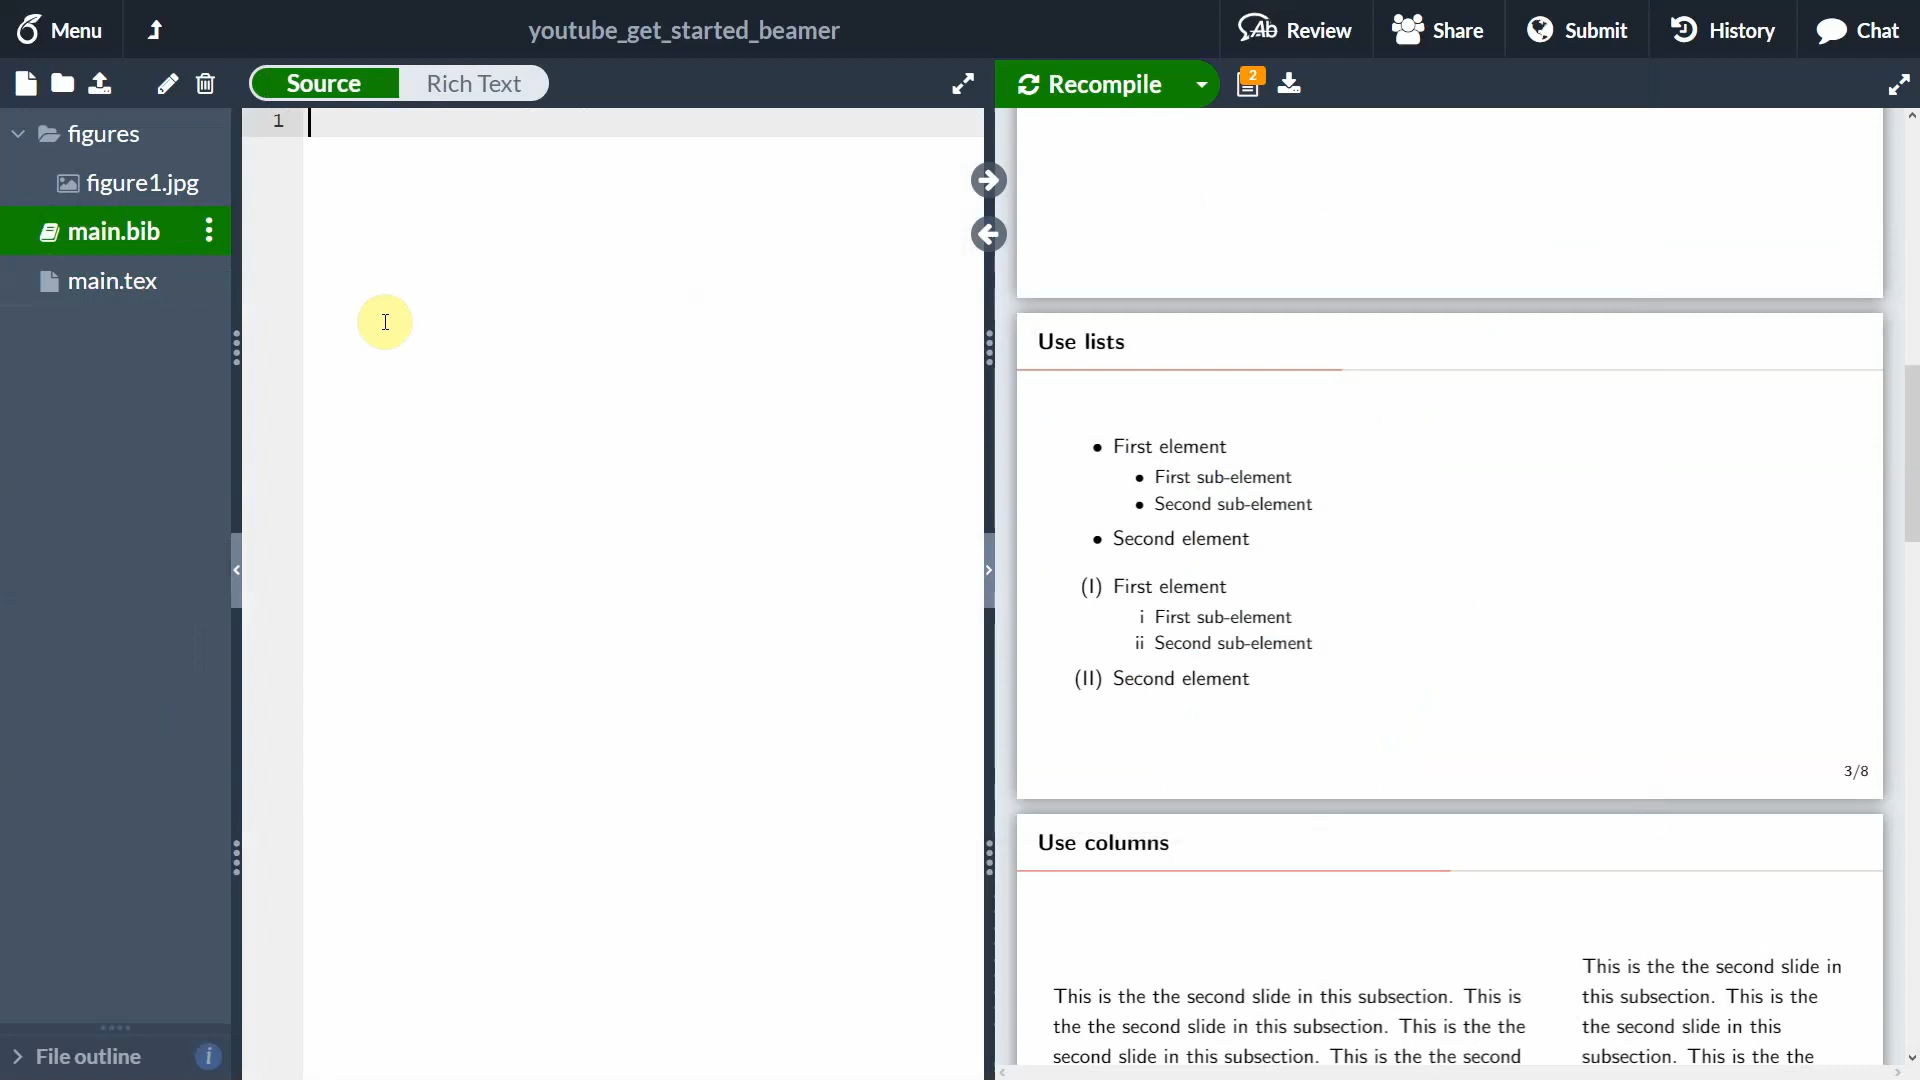 Menu
youtube_get_started_beamer
Review
Share
Submit
History
Chat
Source
Rich Text
Recompile
2
figures
figure1.jpg
main.bib
main.tex
File outline
i
1
Use lists
• First element
• First sub-element
• Second sub-element
• Second element
(I) First element
i First sub-element
ii Second sub-element
(II) Second element
3/8
Use columns
This is the the second slide in this subsection. This is
the the second slide in this subsection. This is the the
second slide in this subsection. This is the the second
This is the the second slide in
this subsection. This is the
the second slide in this
subsection. This is the the